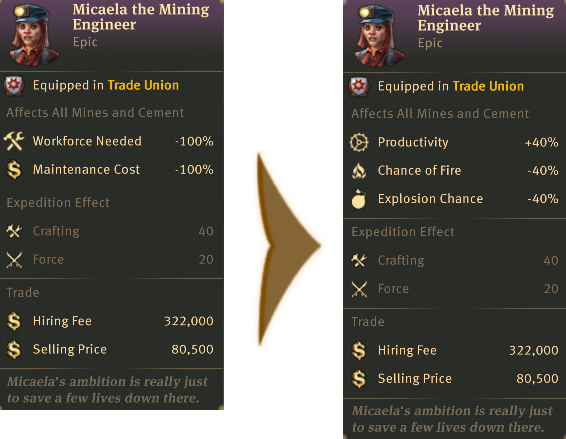 Micaela the Mining
Engineer
Epic
Equipped in Trade Union
Affects All Mines and Cement
Workforce Needed -100%
Maintenance Cost -100%
Expedition Effect
Crafting 40
Force 20
Trade
Hiring Fee 322,000
Selling Price 80,500
Micaela's ambition is really just
to save a few lives down there.
Micaela the Mining
Engineer
Epic
Equipped in Trade Union
Affects All Mines and Cement
Productivity +40%
Chance of Fire -40%
Explosion Chance -40%
Expedition Effect
Crafting 40
Force 20
Trade
Hiring Fee 322,000
Selling Price 80,500
Micaela's ambition is really just
to save a few lives down there.